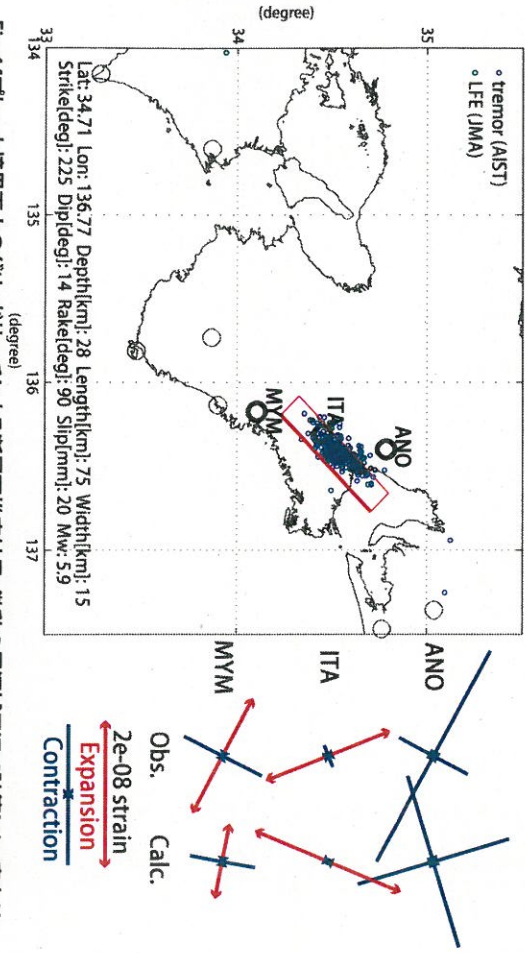 (degree)
33
34
35
134
135
136
137
(degree)
tremor (AIST)
LFE (JMA)
ANO
ITA
MYM
Lat: 34.71 Lon: 136.77 Depth[km]: 28 Length[km]: 75 Width[km]: 15
Strike[deg]: 225 Dip[deg]: 14 Rake[deg]: 90 Slip[mm]: 20 Mw: 5.9
ANO
ITA
MYM
Obs. Calc.
2e-08 strain
Expansion
Contraction